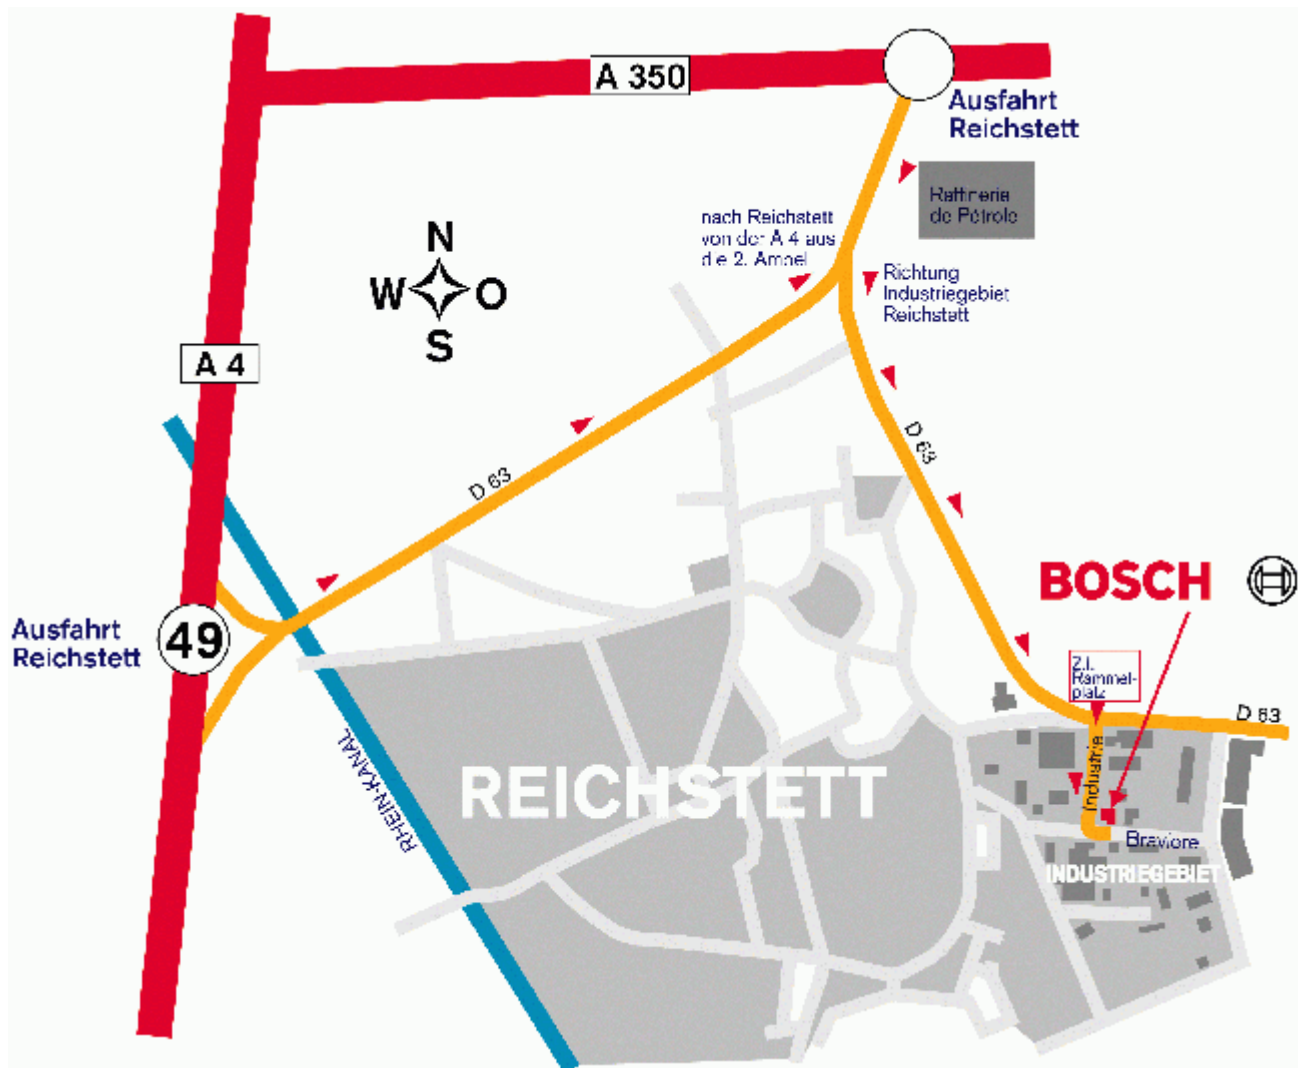 A 350
Ausfahrt
Reichstett
Raffinerie
de Pétrole
nach Reichstett
von der A 4 aus
die 2. Ampel
N
W O
S
Richtung
Industriegebiet
Reichstett
A 4
D 63
D 63
BOSCH
Ausfahrt
Reichstett
49
Z.I.
Rammel-
platz
D 63
Industrie
RHEIN-KANAL
REICHSTETT
Braviore
INDUSTRIEGEBIET